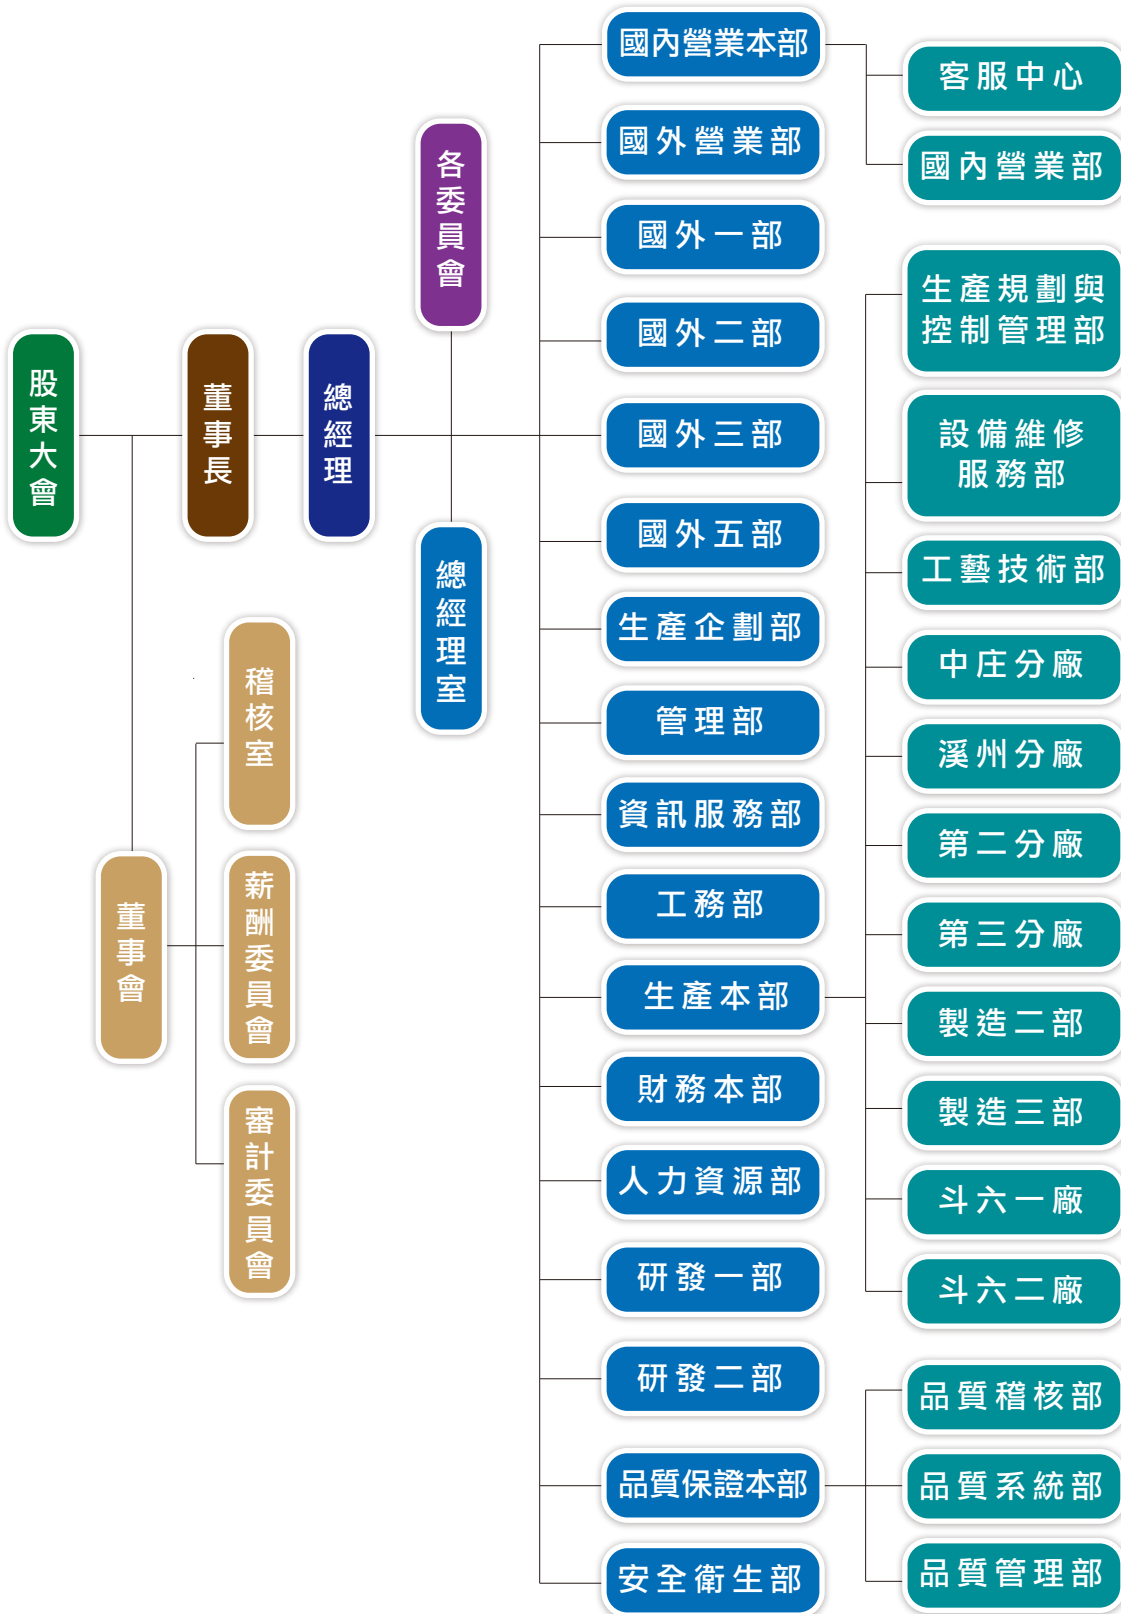 股東大會
董事長
總經理
各委員會
總經理室
董事會
稽核室
薪酬委員會
審計委員會
國內營業本部
國外營業部
國外一部
國外二部
國外三部
國外五部
生產企劃部
管理部
資訊服務部
工務部
生產本部
財務本部
人力資源部
研發一部
研發二部
品質保證本部
安全衛生部
客服中心
國內營業部
生產規劃與
控制管理部
設備維修
服務部
工藝技術部
中庄分廠
溪州分廠
第二分廠
第三分廠
製造二部
製造三部
斗六一廠
斗六二廠
品質稽核部
品質系統部
品質管理部